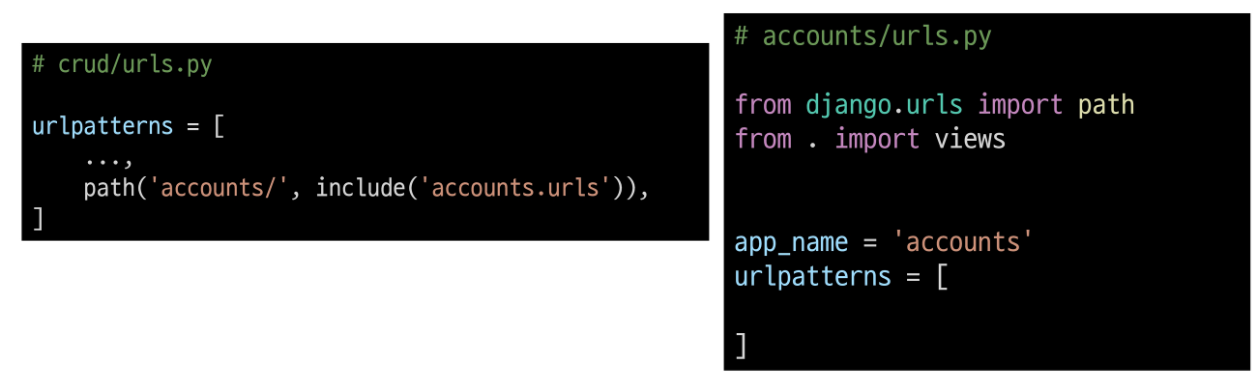 # crud/urls.py
urlpatterns = [
    ...,
    path('accounts/', include('accounts.urls')),
]
# accounts/urls.py
from django.urls import path
from . import views
app_name = 'accounts'
urlpatterns = [
]